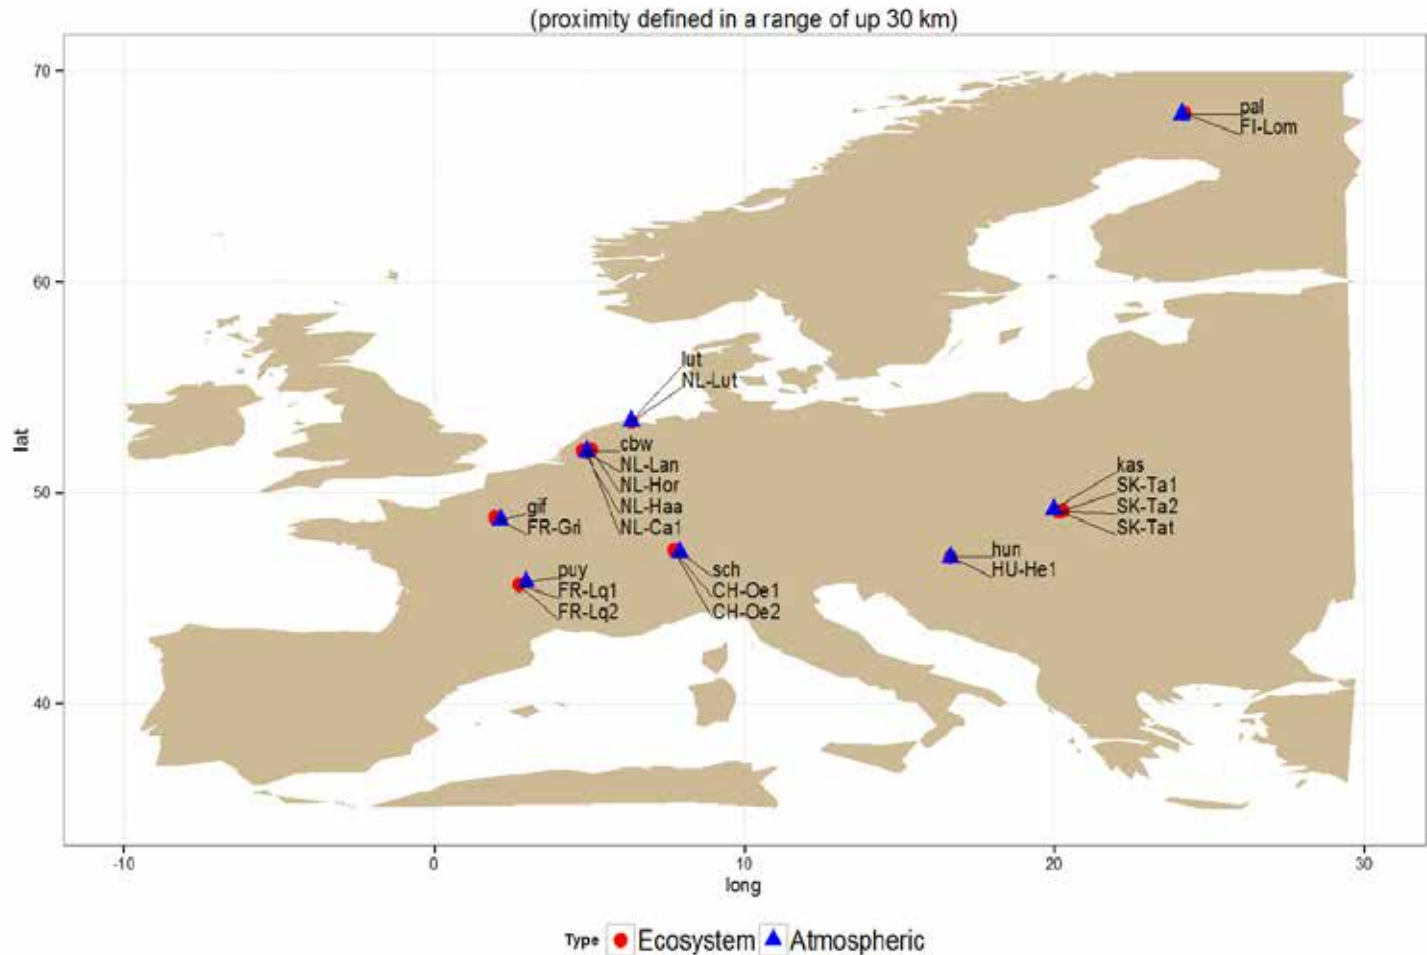 (proximity defined in a range of up 30 km)
70
pal
FI-Lom
60
lut
NL-Lut
cbw
NL-Lan
NL-Hor
NL-Haa
NL-Ca1
50
kas
SK-Ta1
SK-Ta2
SK-Tat
gif
FR-Gri
hun
HU-He1
puy
FR-Lq1
FR-Lq2
sch
CH-Oe1
CH-Oe2
40
lat
-10 0 10 20 30
long
Type Ecosystem Atmospheric